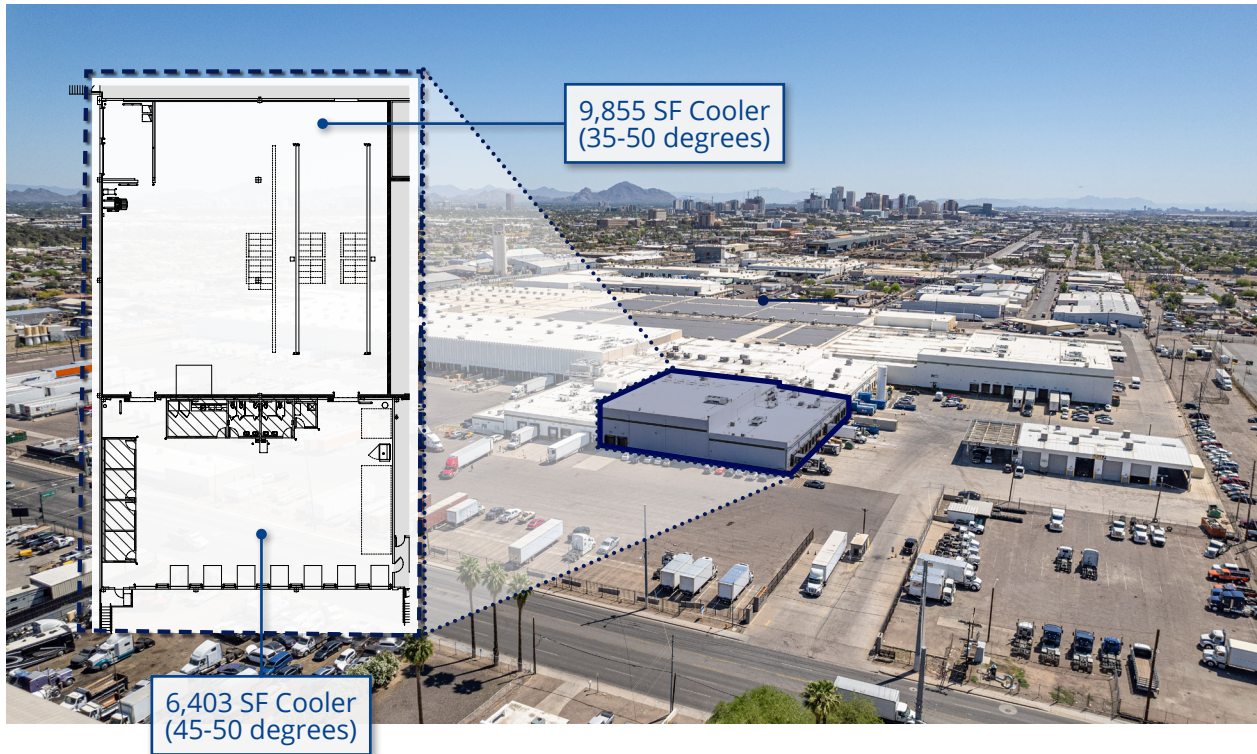 9,855 SF Cooler
(35-50 degrees)
6,403 SF Cooler
(45-50 degrees)